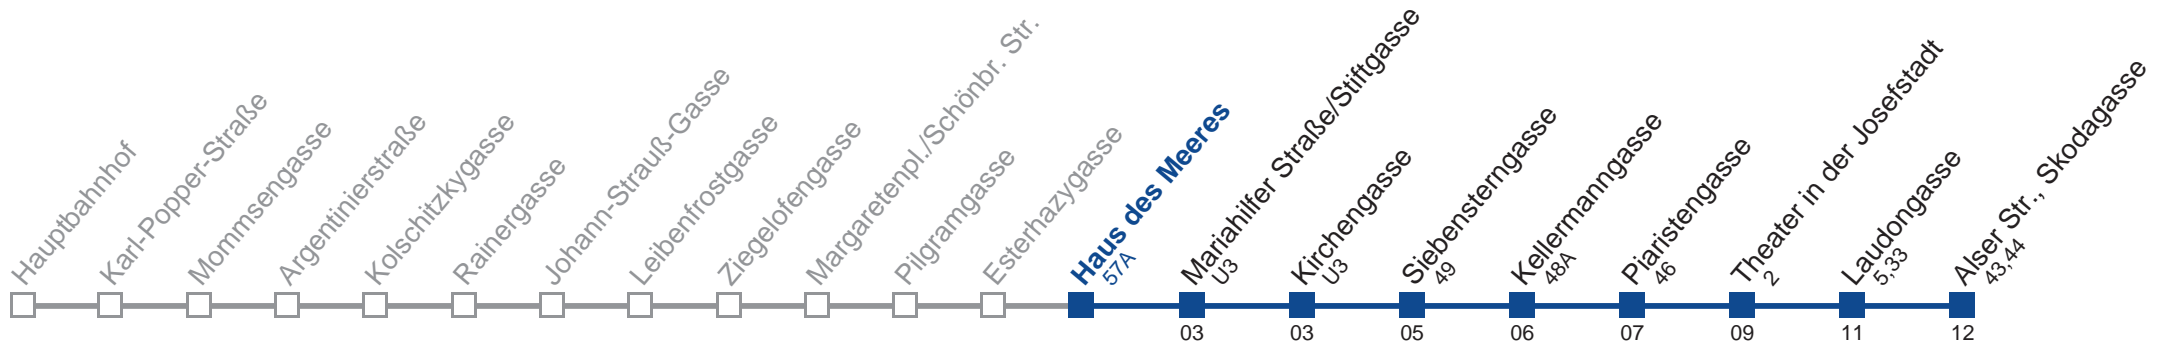 Hauptbahnhof
Karl-Popper-Straße
Mommsengasse
Argentinierstraße
Kolschitzkygasse
Rainergasse
Johann-Strauß-Gasse
Leibenfrostgasse
Ziegelofengasse
Margaretenpl./Schönbr. Str.
Pilgramgasse
Esterhazygasse
Haus des Meeres
57A
Mariahilfer Straße/Stiftgasse
U3
Kirchengasse
U3
Siebensterngasse
49
Kellermanngasse
48A
Piaristengasse
46
Theater in der Josefstadt
2
Laudongasse
5,33
Alser Str., Skodagasse
43,44
03 03 05 06 07 09 11 12